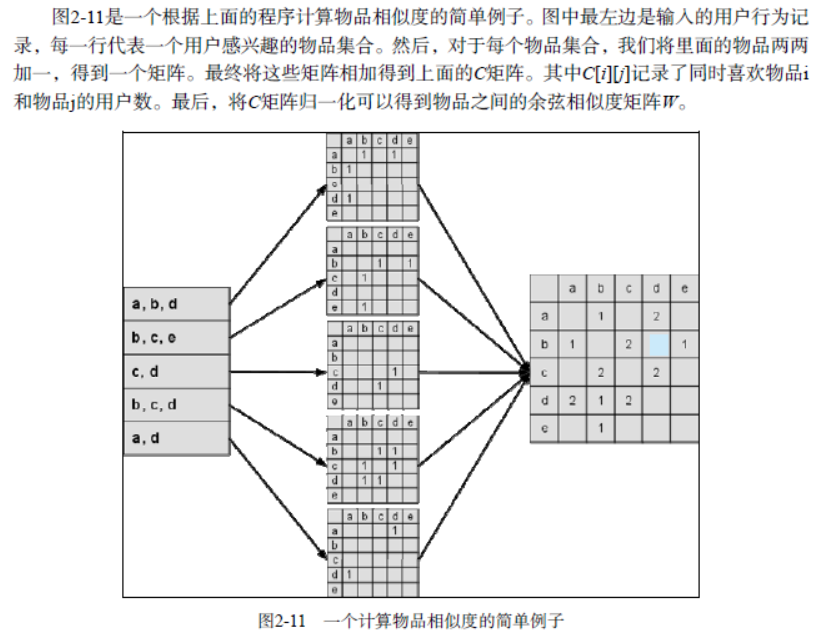 图2-11是一个根据上面的程序计算物品相似度的简单例子。图中最左边是输入的用户行为记
录，每一行代表一个用户感兴趣的物品集合。然后，对于每个物品集合，我们将里面的物品两两
加一，得到一个矩阵。最终将这些矩阵相加得到上面的C矩阵。其中C[i][j]记录了同时喜欢物品i
和物品j的用户数。最后，将C矩阵归一化可以得到物品之间的余弦相似度矩阵W。
a, b, d
b, c, e
c, d
b, c, d
a, d
a b c d e
a 1 1
b 1
c
d 1
e
a b c d e
a
b 1 1
c 1
d
e 1
a b c d e
a
b
c 1
d 1
e
a b c d e
a
b 1 1
c 1 1
d 1 1
e
a b c d e
a 1
b
c
d 1
e
a b c d e
a 1 2
b 1 2 1
c 2 2
d 2 1 2
e 1
图2-11 一个计算物品相似度的简单例子